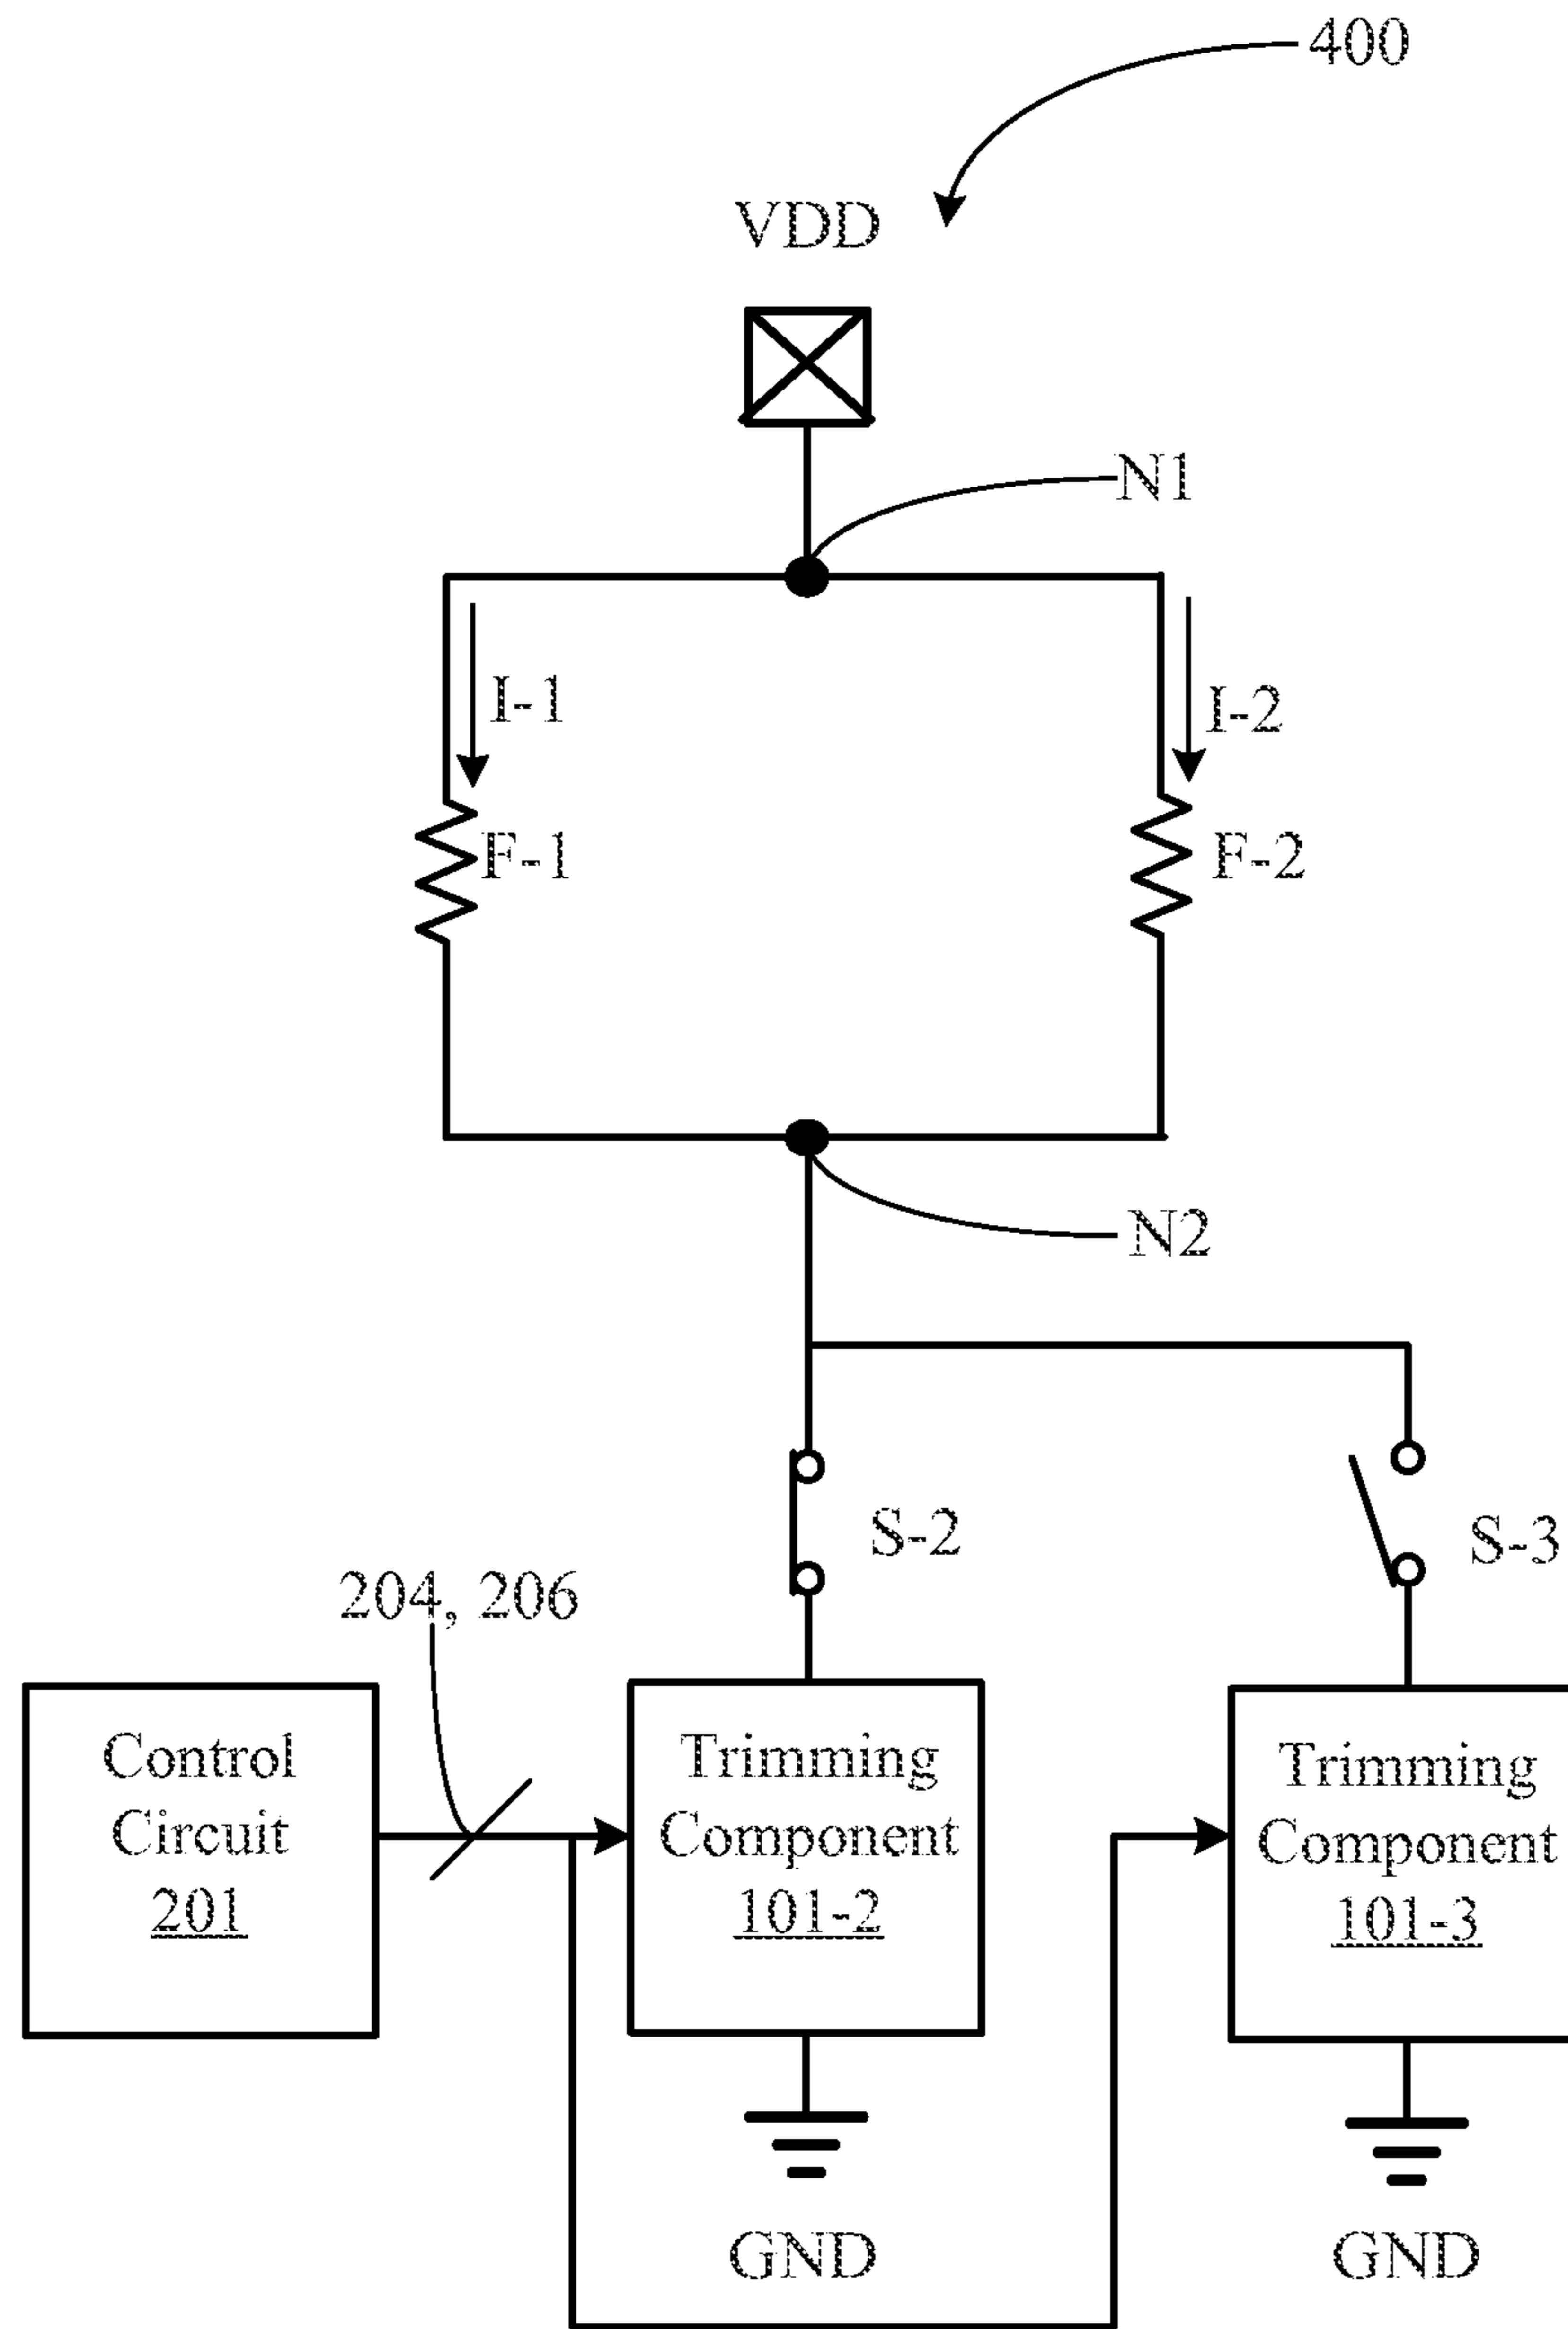 400
VDD
N1
I-1
I-2
F-1
F-2
N2
S-2
S-3
204, 206
Control
Circuit
201
Trimming
Component
101-2
Trimming
Component
101-3
GND
GND